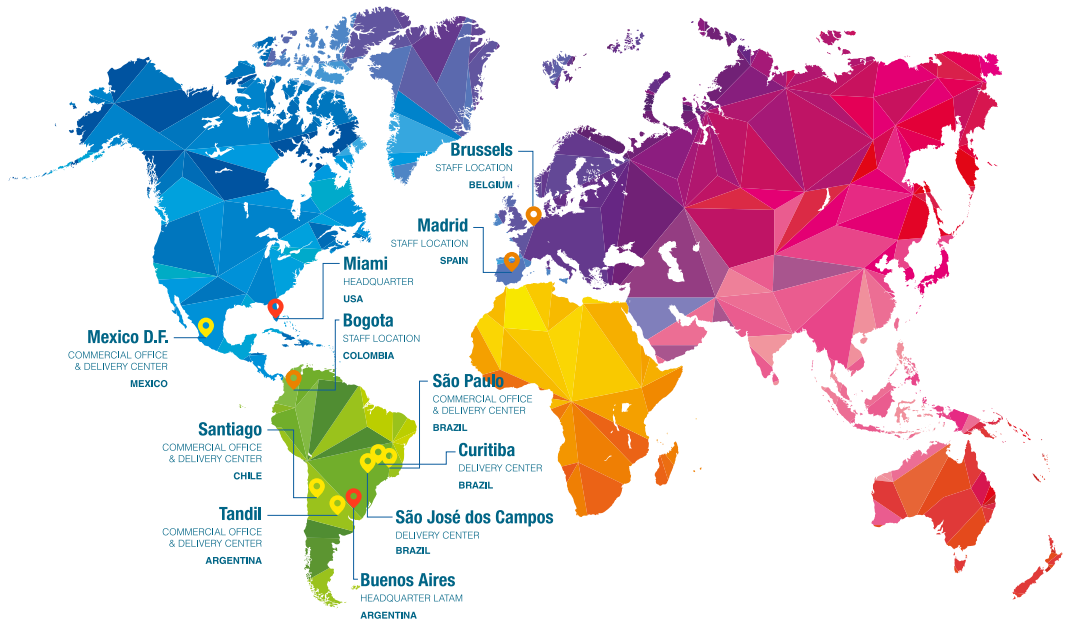 Brussels
STAFF LOCATION
BELGIUM
Madrid
STAFF LOCATION
SPAIN
Miami
HEADQUARTER
USA
Bogota
STAFF LOCATION
COLOMBIA
Mexico D.F.
COMMERCIAL OFFICE
& DELIVERY CENTER
MEXICO
São Paulo
COMMERCIAL OFFICE
& DELIVERY CENTER
BRAZIL
Santiago
COMMERCIAL OFFICE
& DELIVERY CENTER
CHILE
Curitiba
DELIVERY CENTER
BRAZIL
Tandil
COMMERCIAL OFFICE
& DELIVERY CENTER
ARGENTINA
São José dos Campos
DELIVERY CENTER
BRAZIL
Buenos Aires
HEADQUARTER LATAM
ARGENTINA